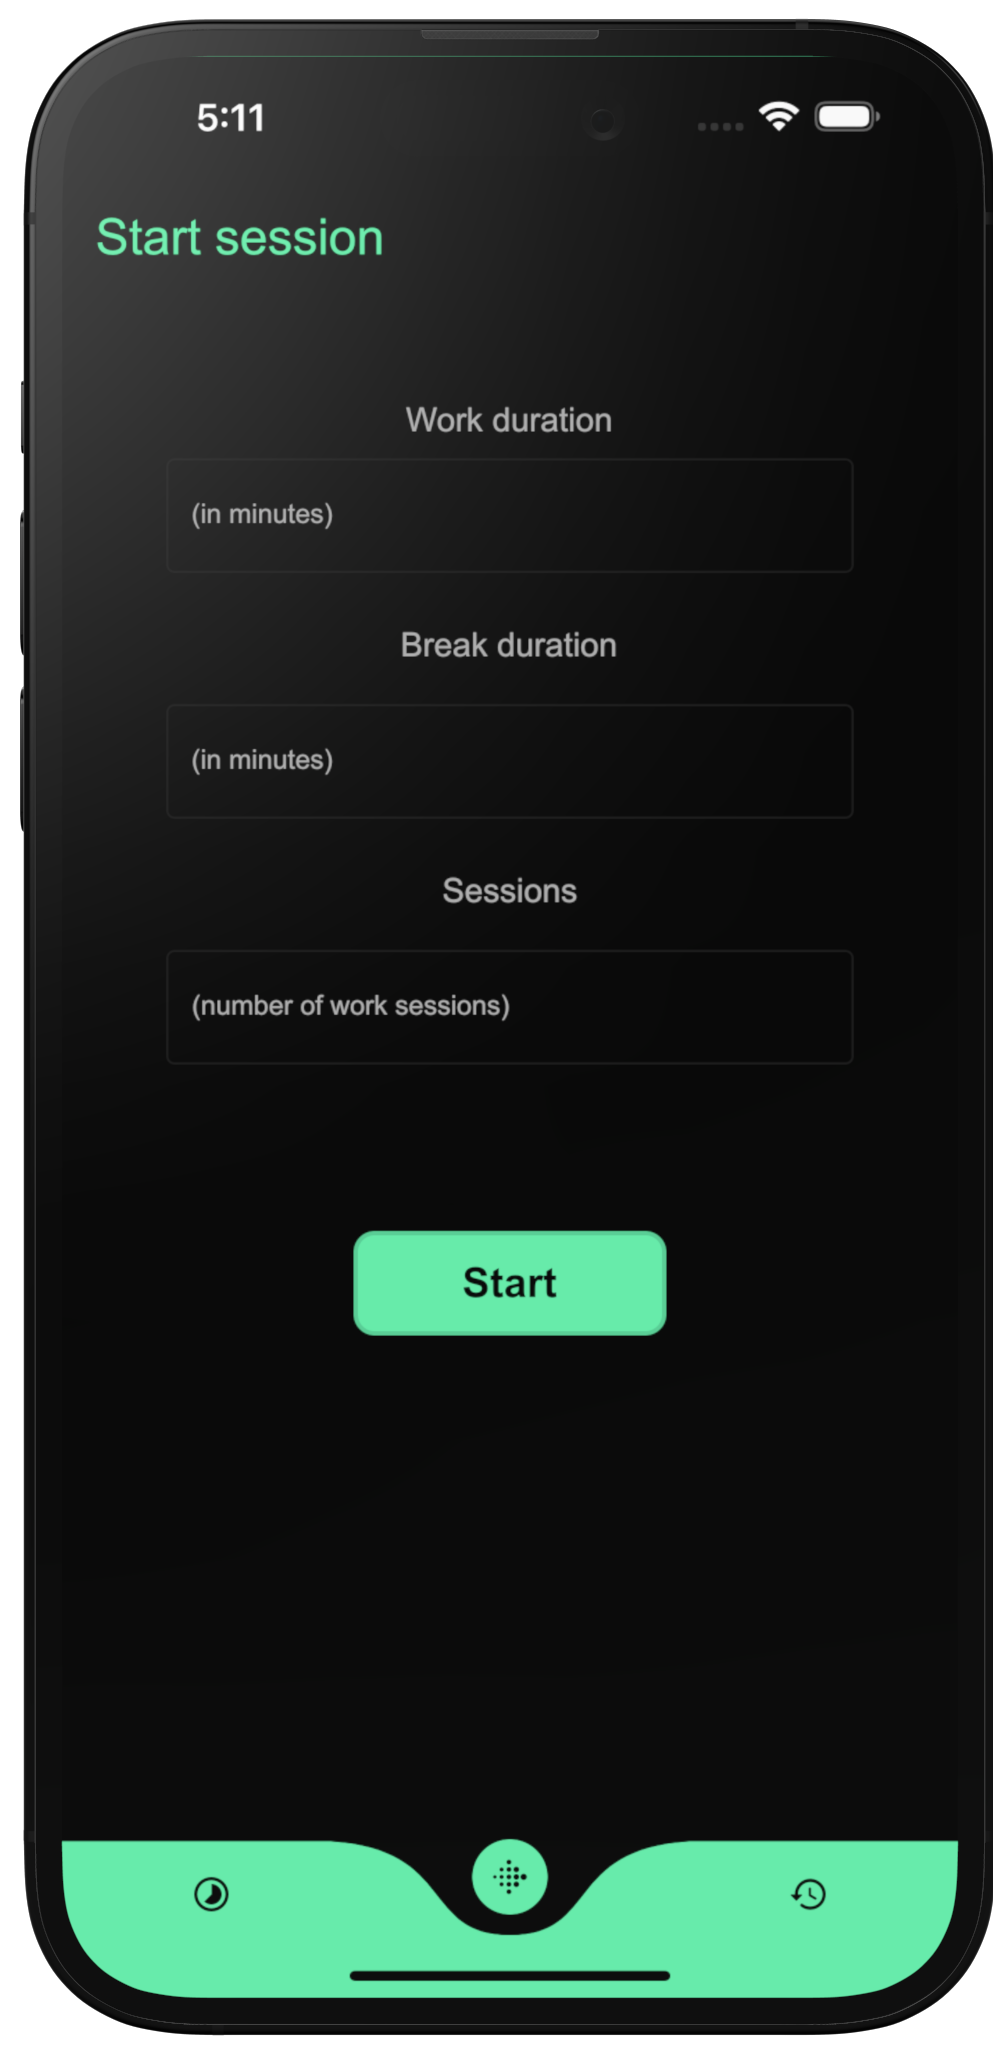 5:11
Start session
Work duration
(in minutes)
Break duration
(in minutes)
Sessions
(number of work sessions)
Start